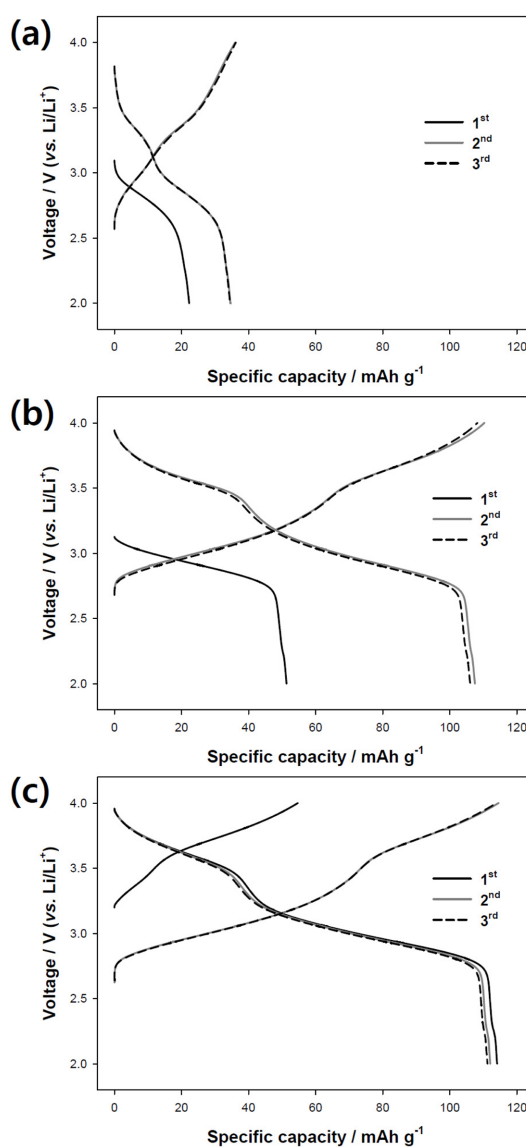 (a)
4.0
3.5
3.0
2.5
2.0
Voltage / V (vs. Li/Li⁺)
1ˢᵗ
2ⁿᵈ
3ʳᵈ
0 20 40 60 80 100 120
Specific capacity / mAh g⁻¹
(b)
4.0
3.5
3.0
2.5
2.0
Voltage / V (vs. Li/Li⁺)
1ˢᵗ
2ⁿᵈ
3ʳᵈ
0 20 40 60 80 100 120
Specific capacity / mAh g⁻¹
(c)
4.0
3.5
3.0
2.5
2.0
Voltage / V (vs. Li/Li⁺)
1ˢᵗ
2ⁿᵈ
3ʳᵈ
0 20 40 60 80 100 120
Specific capacity / mAh g⁻¹